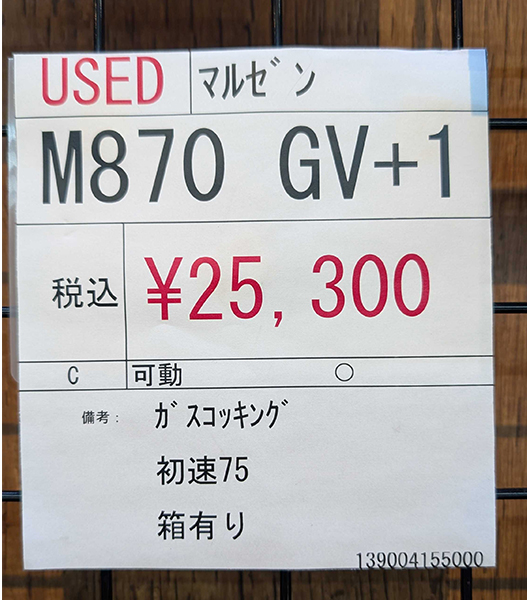 USED ﾏﾙｾﾞﾝ
M870 GV+1
税込 ¥25,300
C 可動 ○
備考: ｶﾞｽコッキングﾞ
初速75
箱有り
139004155000